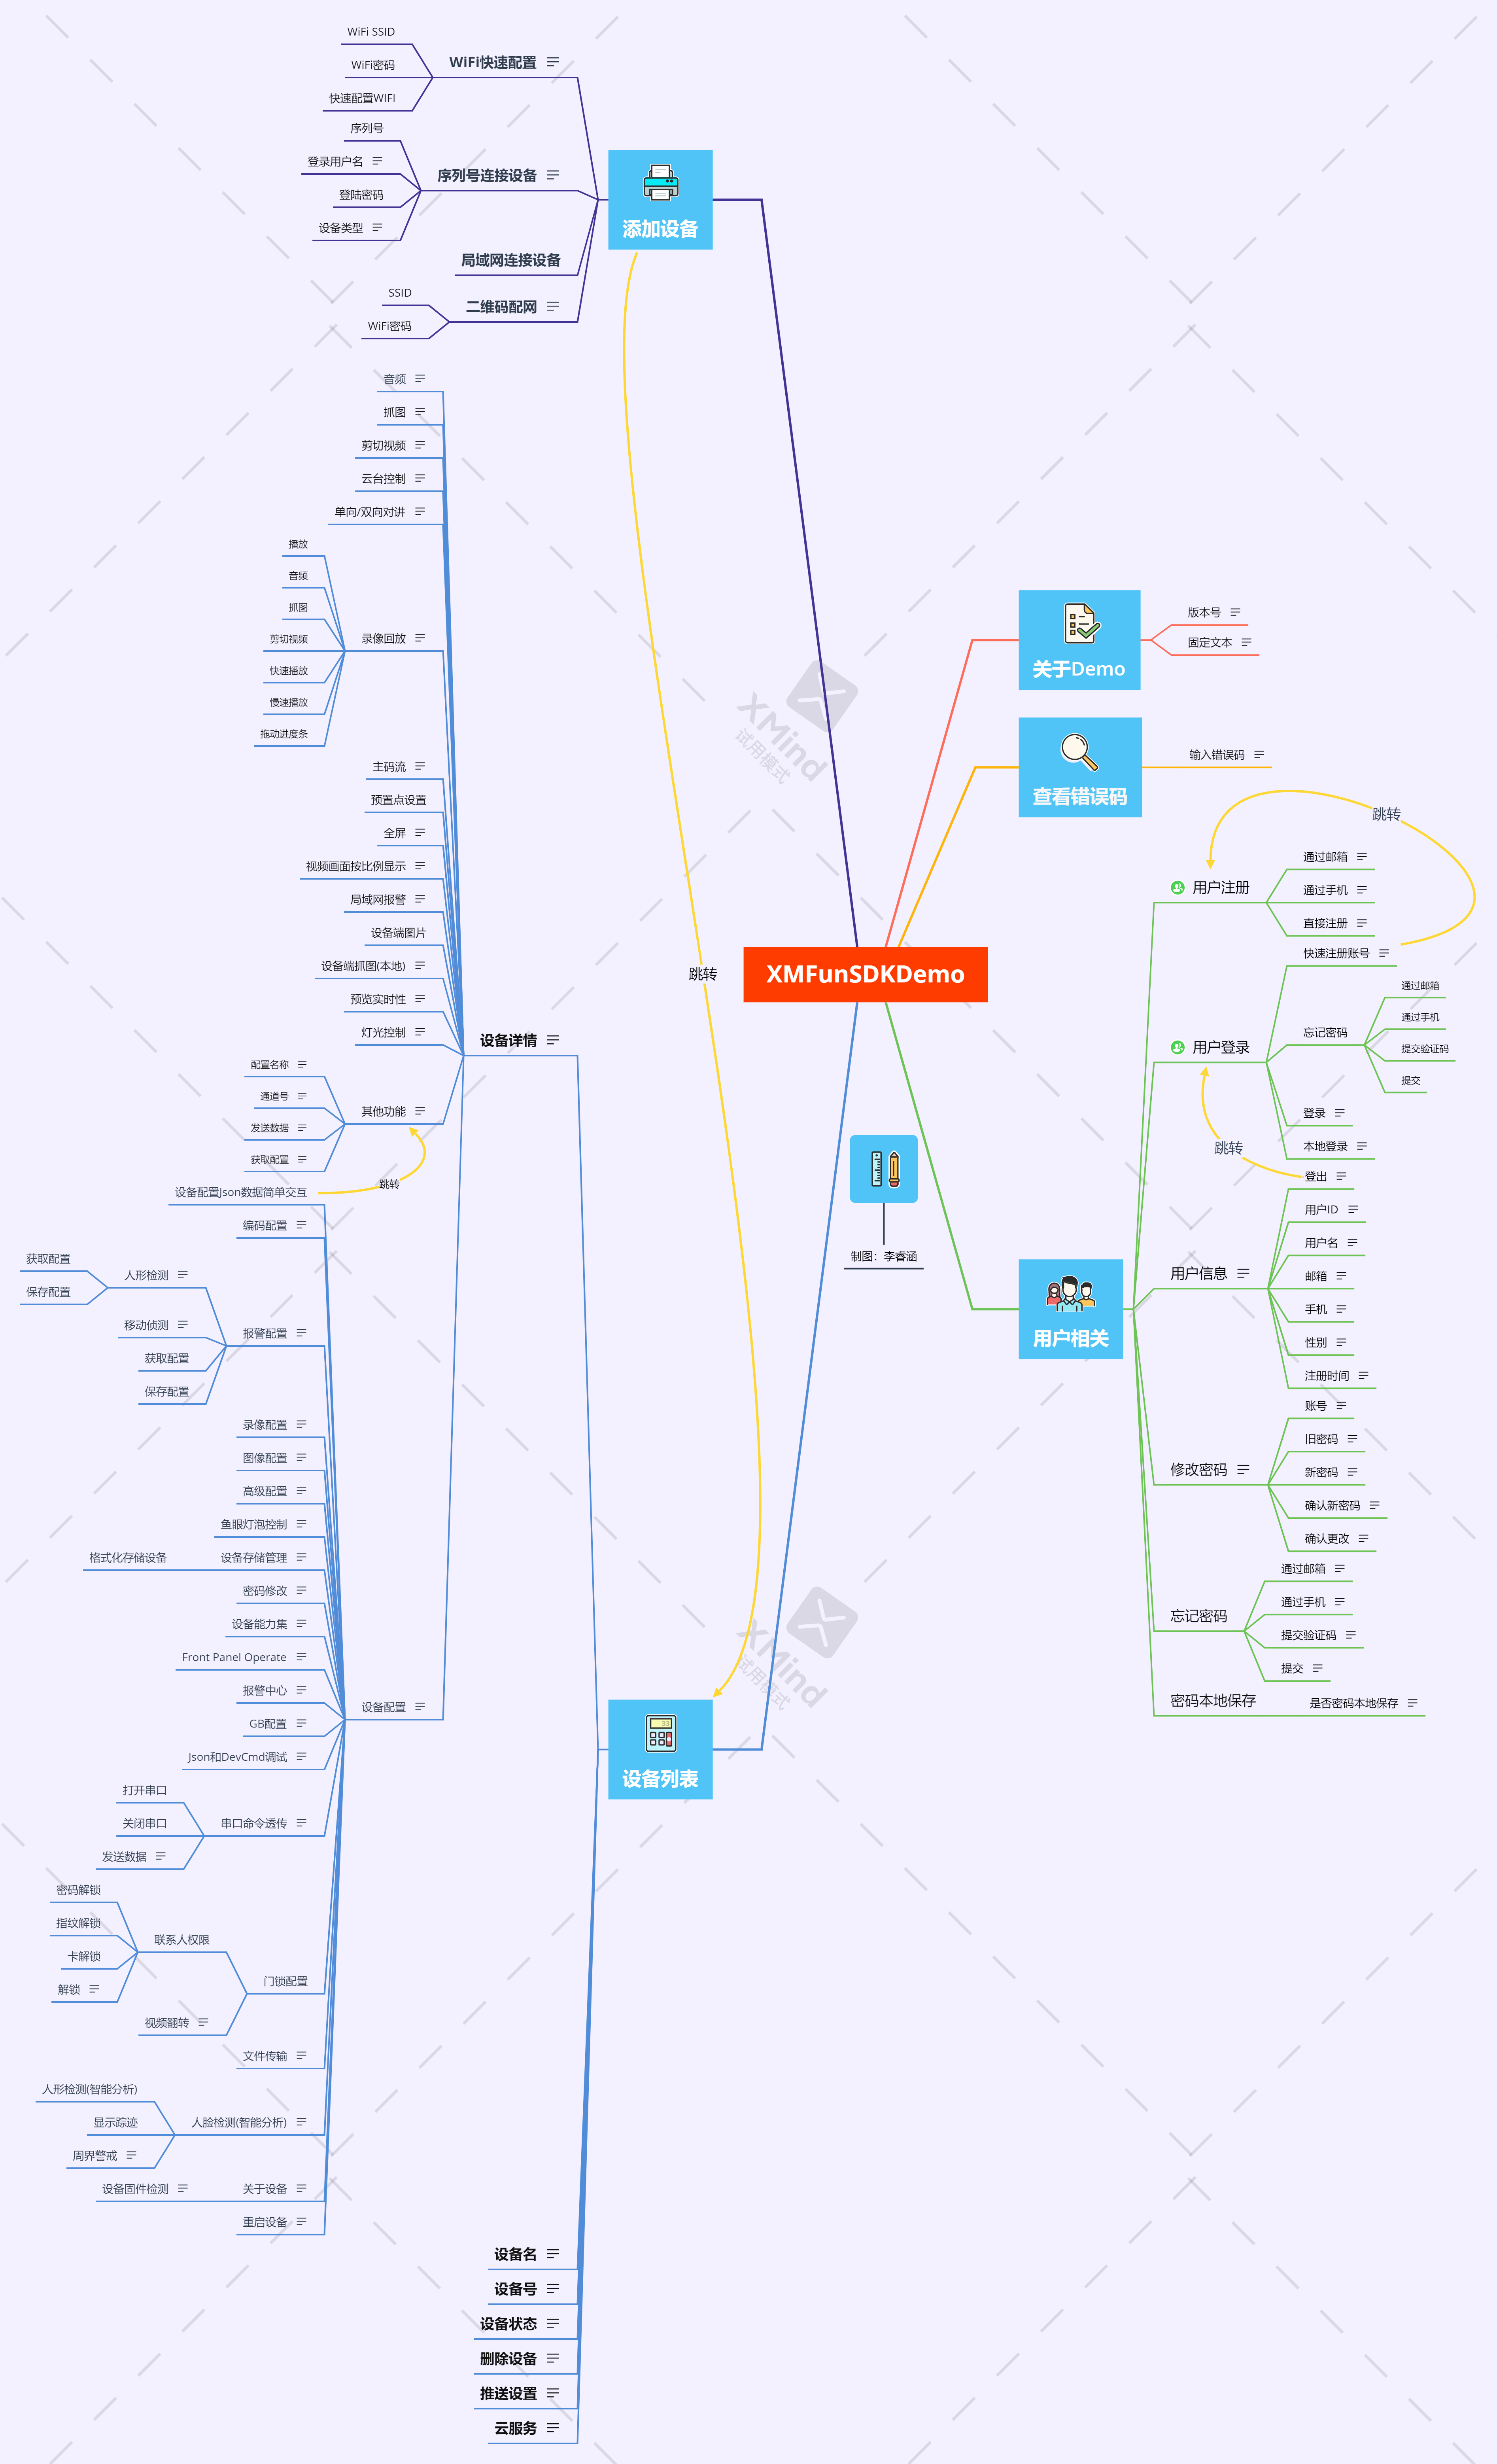 WiFi SSID
WiFi密码
快速配置WIFI
WiFi快速配置
序列号
登录用户名
登陆密码
设备类型
序列号连接设备
局域网连接设备
SSID
WiFi密码
二维码配网
添加设备
音频
抓图
剪切视频
云台控制
单向/双向对讲
播放
音频
抓图
剪切视频
快速播放
慢速播放
拖动进度条
录像回放
主码流
预置点设置
全屏
视频画面按比例显示
局域网报警
设备端图片
设备端抓图(本地)
预览实时性
灯光控制
设备详情
配置名称
通道号
发送数据
获取配置
其他功能
跳转
设备配置Json数据简单交互
编码配置
获取配置
保存配置
人形检测
移动侦测
获取配置
保存配置
报警配置
录像配置
图像配置
高级配置
鱼眼灯泡控制
格式化存储设备
设备存储管理
密码修改
设备能力集
Front Panel Operate
报警中心
GB配置
Json和DevCmd调试
设备配置
打开串口
关闭串口
发送数据
串口命令透传
密码解锁
指纹解锁
卡解锁
解锁
联系人权限
视频翻转
门锁配置
文件传输
人形检测(智能分析)
显示踪迹
周界警戒
人脸检测(智能分析)
设备固件检测
关于设备
重启设备
设备列表
设备名
设备号
设备状态
删除设备
推送设置
云服务
跳转
XMFunSDKDemo
制图：李睿涵
关于Demo
版本号
固定文本
查看错误码
输入错误码
跳转
用户注册
通过邮箱
通过手机
直接注册
用户登录
快速注册账号
忘记密码
通过邮箱
通过手机
提交验证码
提交
登录
本地登录
跳转
用户相关
用户信息
登出
用户ID
用户名
邮箱
手机
性别
注册时间
修改密码
账号
旧密码
新密码
确认新密码
确认更改
忘记密码
通过邮箱
通过手机
提交验证码
提交
密码本地保存
是否密码本地保存
XMind
试用模式
XMind
试用模式